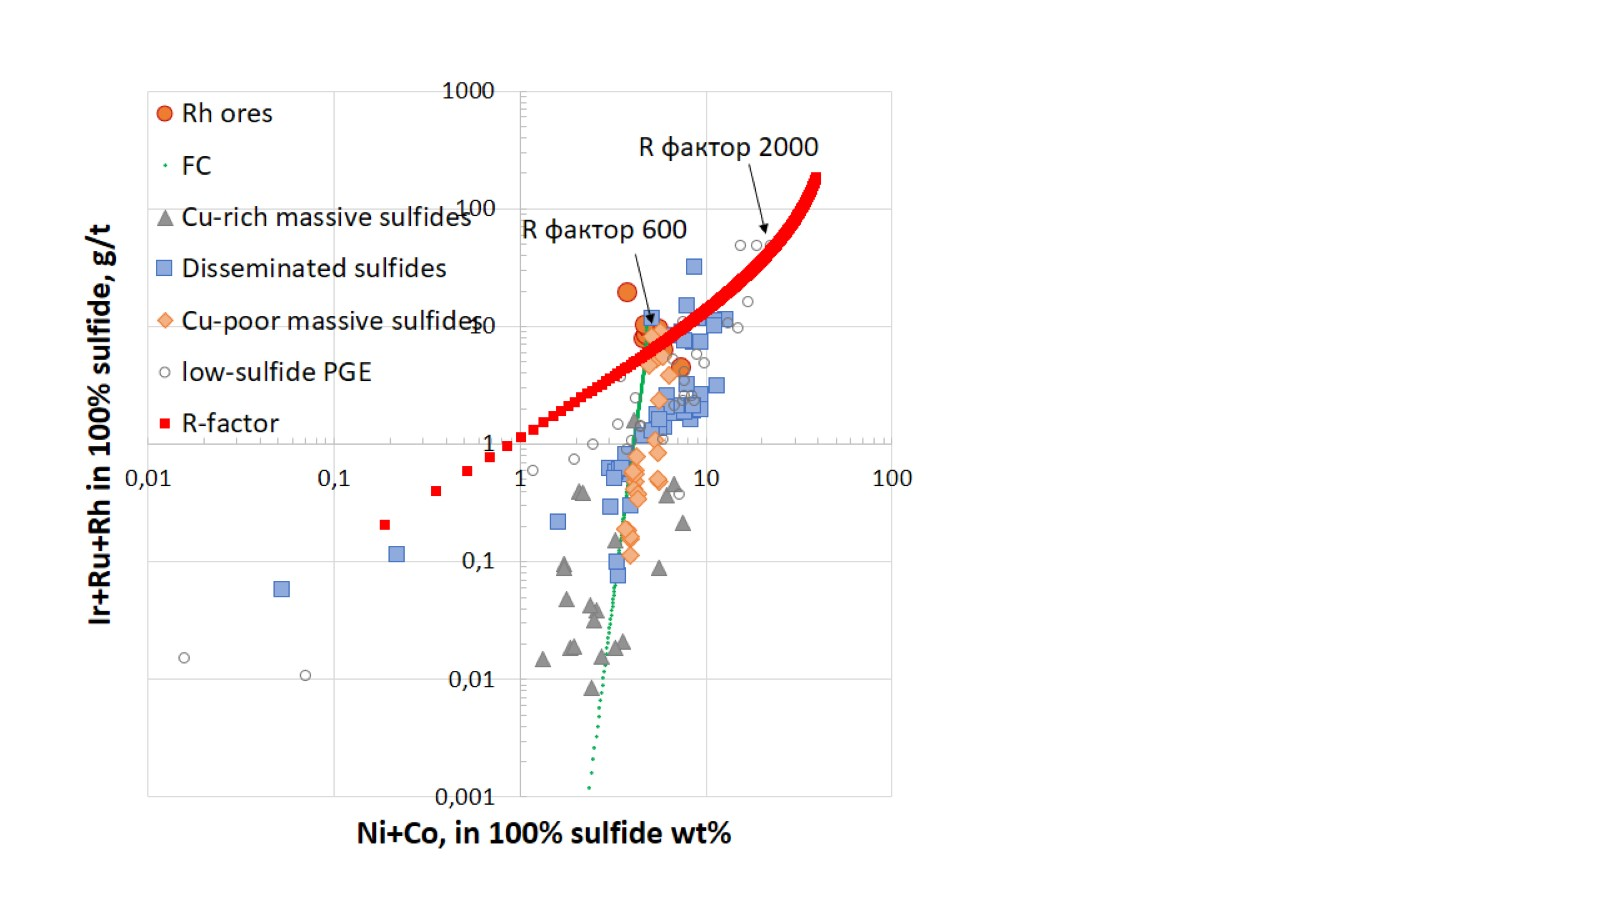 1000
Rh ores
R фактор 2000
FC
100
Cu-rich massive sulfides
R фактор 600
Disseminated sulfides
10
Cu-poor massive sulfides
low-sulfide PGE
R-factor
1
0,01
0,1
1
10
100
0,1
0,01
0,001
Ir+Ru+Rh in 100% sulfide, g/t
Ni+Co, in 100% sulfide wt%